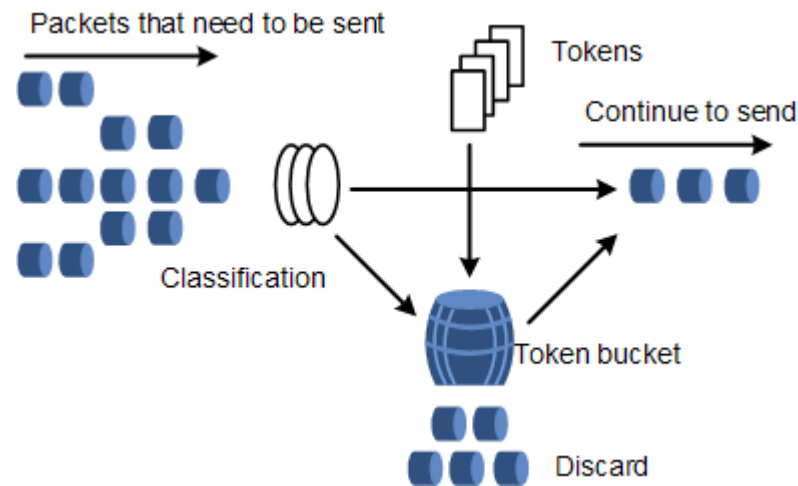 Packets that need to be sent
Tokens
Continue to send
Classification
Token bucket
Discard